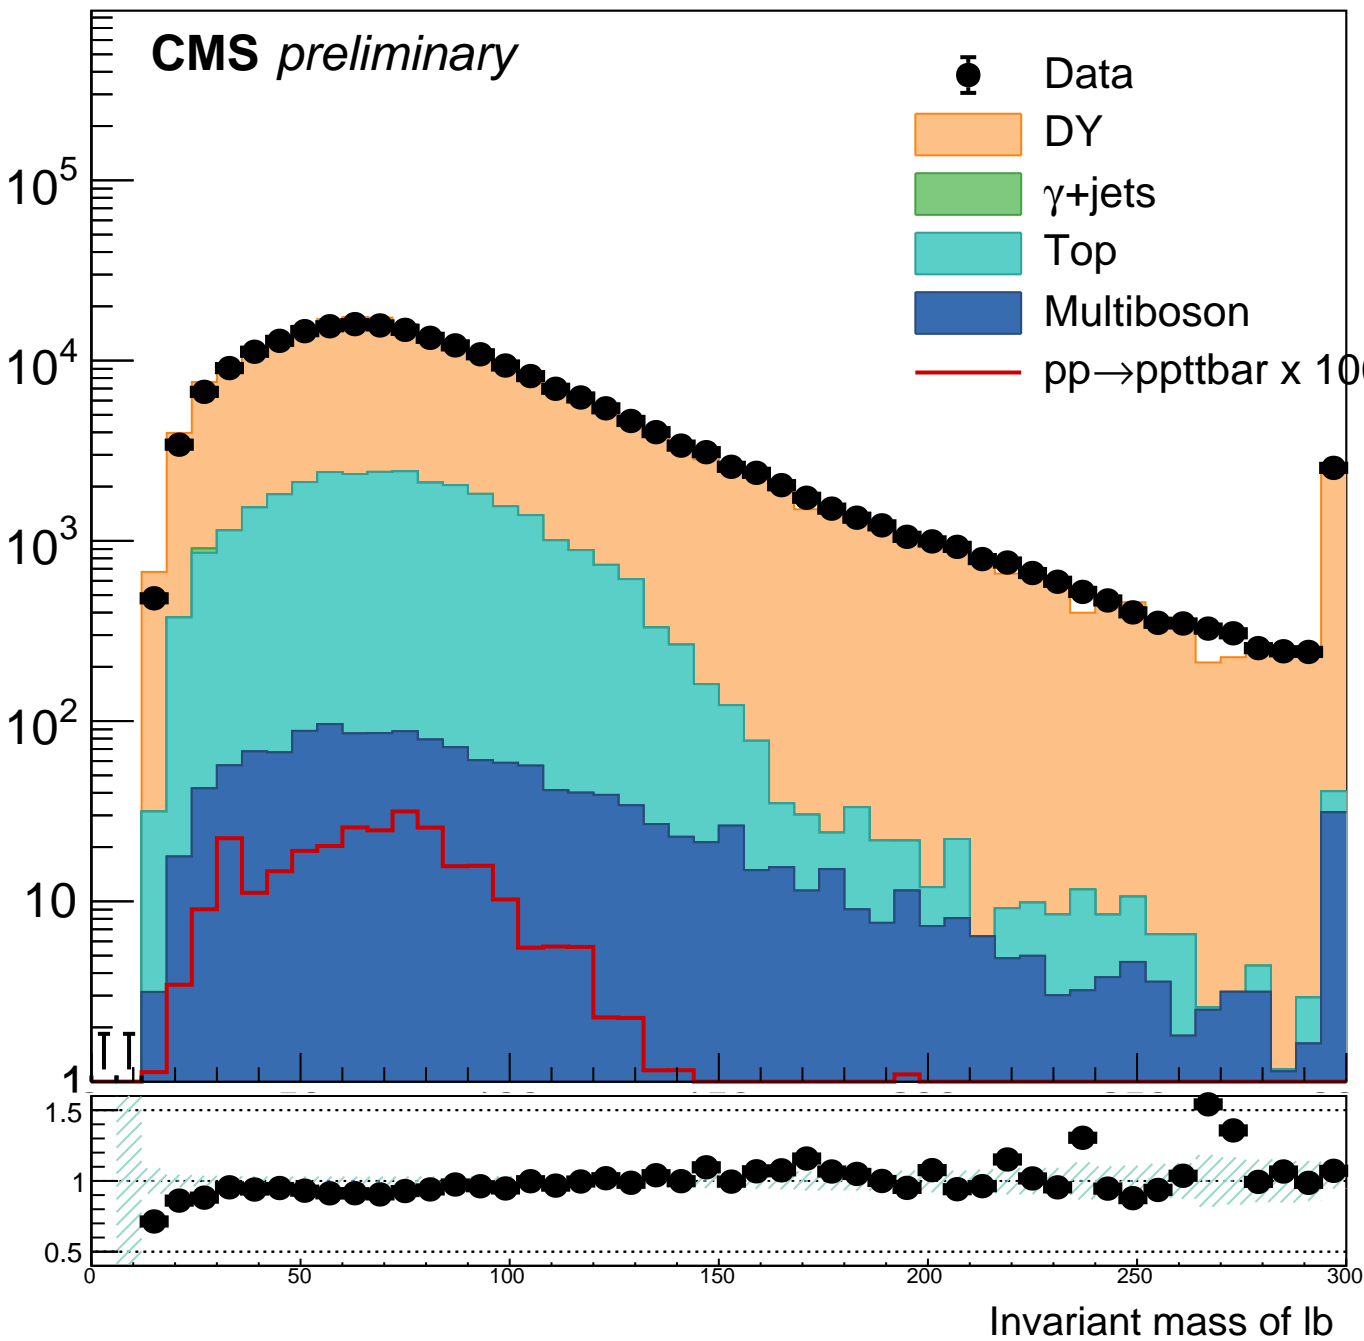 CMS preliminary
Data
DY
γ+jets
Top
Multiboson
pp→ppttbar x 10
10^5
10^4
10^3
10^2
10
1
1.5
1
0.5
0 50 100 150 200 250 300
Invariant mass of lb